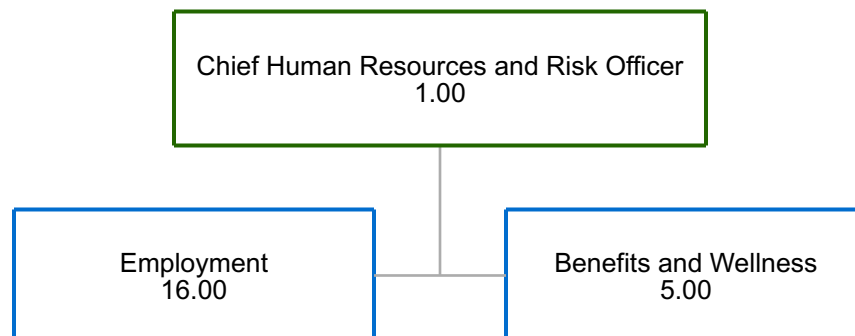 Chief Human Resources and Risk Officer
1.00
Employment
16.00
Benefits and Wellness
5.00